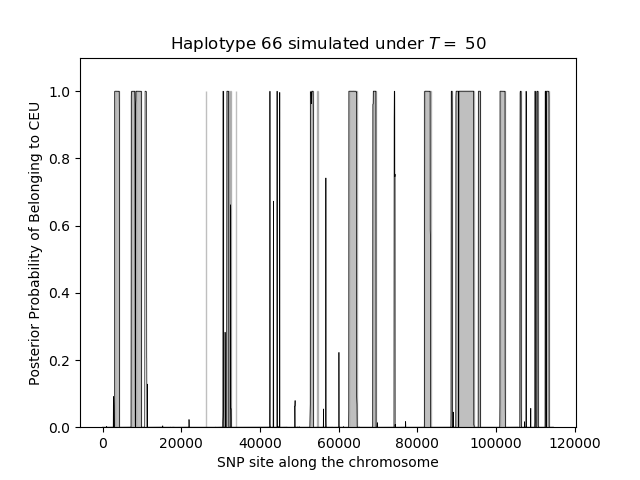 Haplotype 66 simulated under T = 50
Posterior Probability of Belonging to CEU
1.0
0.8
0.6
0.4
0.2
0.0
0 20000 40000 60000 80000 100000 120000
SNP site along the chromosome